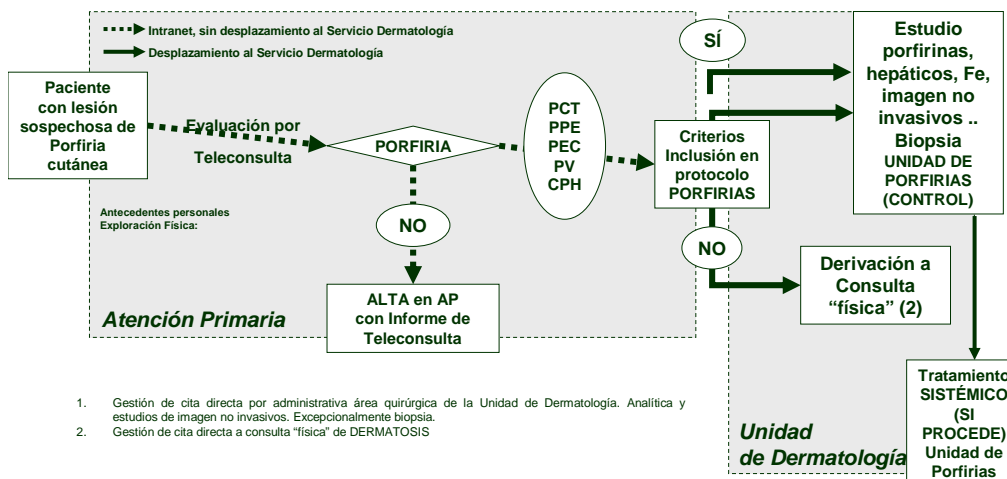 Intranet, sin desplazamiento al Servicio Dermatología
Desplazamiento al Servicio Dermatología
Paciente
con lesión
sospechosa de
Porfiria
cutánea
Evaluación por
Teleconsulta
PORFIRIA
PCT
PPE
PEC
PV
CPH
Criterios
Inclusión en
protocolo
PORFIRIAS
SÍ
Estudio
porfirinas,
hepáticos, Fe,
imagen no
invasivos ..
Biopsia
UNIDAD DE
PORFIRIAS
(CONTROL)
Antecedentes personales
Exploración Física:
NO
NO
Derivación a
Consulta
“física” (2)
ALTA en AP
con Informe de
Teleconsulta
Atención Primaria
Tratamiento
SISTÉMICO
(SI
PROCEDE)
Unidad de
Porfirias
Unidad
de Dermatología
1. Gestión de cita directa por administrativa área quirúrgica de la Unidad de Dermatología. Analítica y
estudios de imagen no invasivos. Excepcionalmente biopsia.
2. Gestión de cita directa a consulta “física” de DERMATOSIS